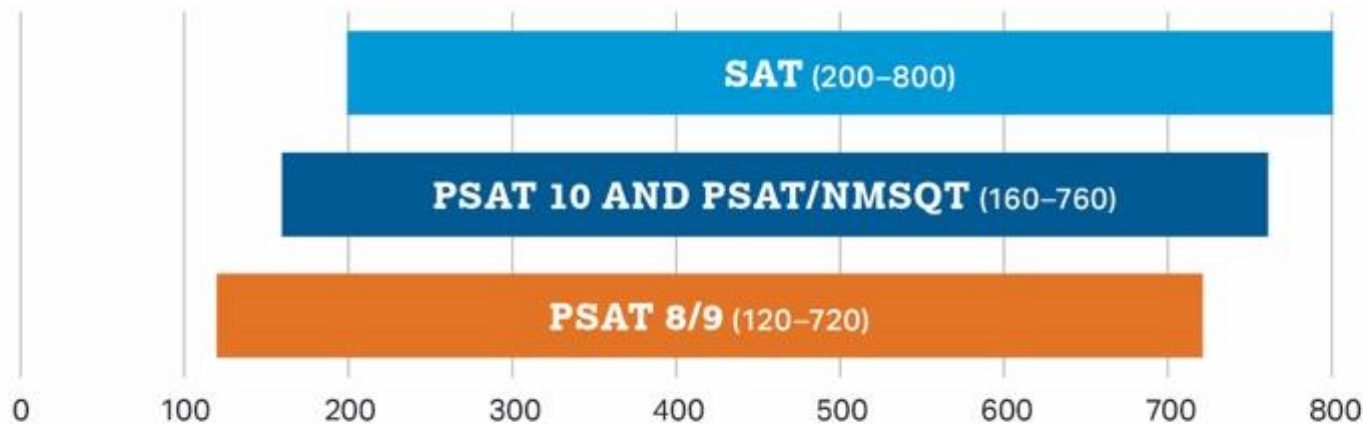 SAT (200–800)
PSAT 10 AND PSAT/NMSQT (160–760)
PSAT 8/9 (120–720)
0 100 200 300 400 500 600 700 800